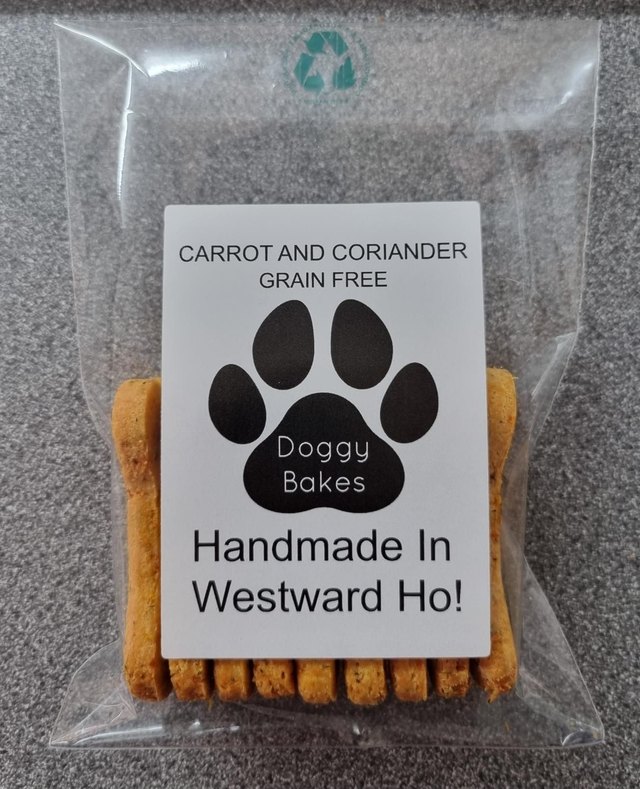 CARROT AND CORIANDER
GRAIN FREE
Doggy
Bakes
Handmade In
Westward Ho!